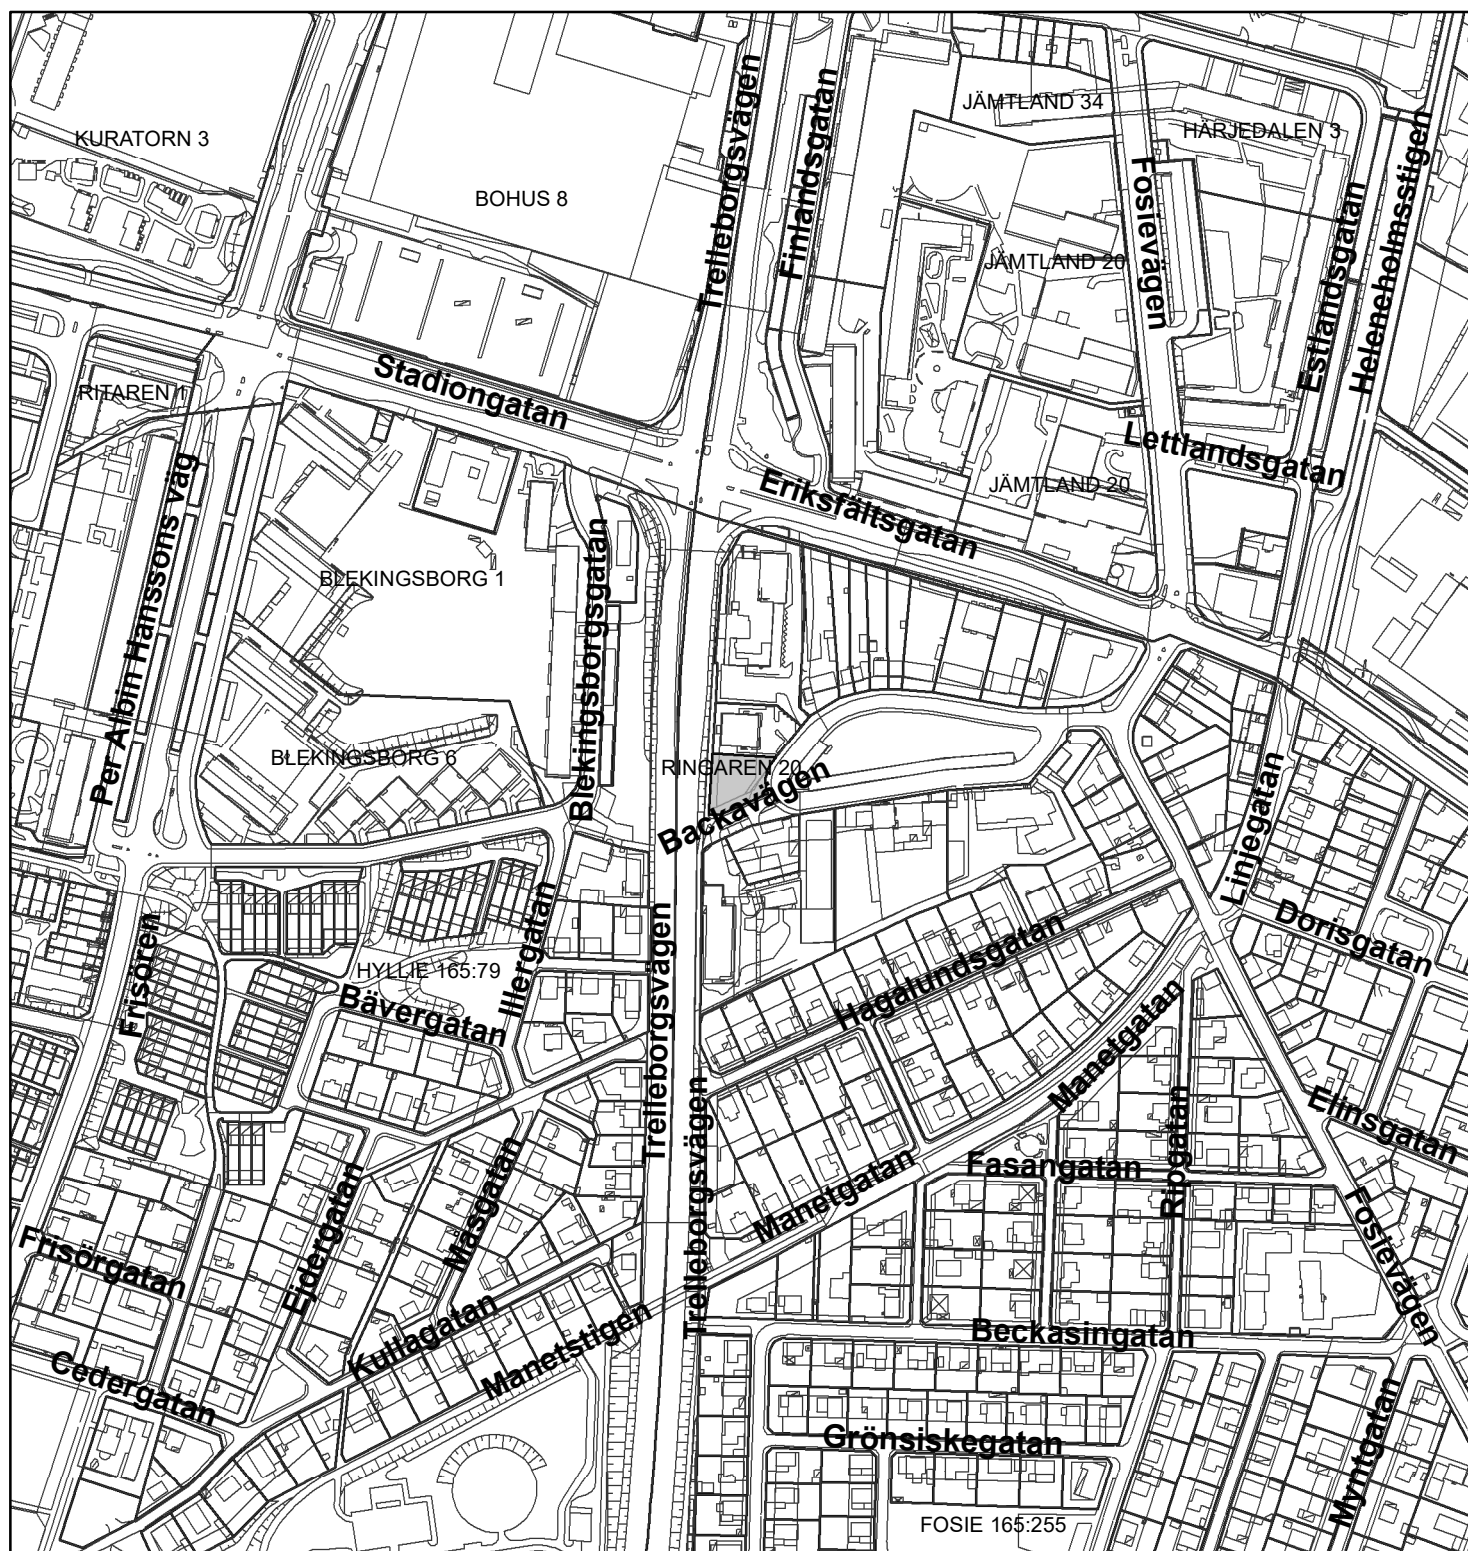 KURATORN 3
BOHUS 8
Trelleborgsvägen
Finlandsgatan
JÄMTLAND 34
HÄRJEDALEN 3
Fosievägen
JÄMTLAND 20
Estlandsgatan
Heleneholmsstigen
RITAREN 1
Stadiongatan
Lettlandsgatan
Per Albin Hanssons väg
Eriksfältsgatan
JÄMTLAND 20
BLEKINGSBORG 1
Blekingsborgsgatan
BLEKINGSBORG 6
RINGAREN 20
Backavägen
Linjegatan
Frisören
Illergatan
Trelleborgsvägen
Hagalundsgatan
Dorisgatan
HYLLIE 165:79
Bävergatan
Manetgatan
Elinsgatan
Ejdergatan
Masgatan
Trelleborgsvägen
Manetgatan
Fasangatan
Ripgatan
Fosievägen
Frisörgatan
Kullagatan
Manetstigen
Beckasingatan
Cedergatan
Grönsiskegatan
Myntgatan
FOSIE 165:255